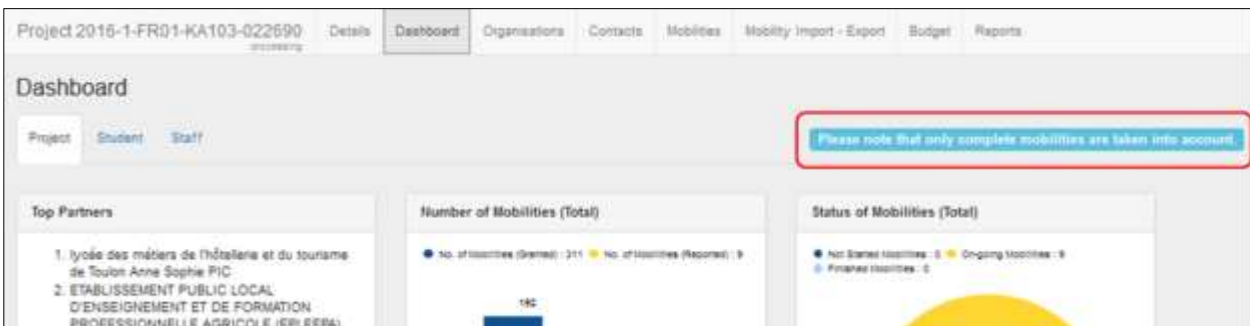 Project 2016-1-FR01-KA103-022690 Details Dashboard Organisations Contacts Mobilities Mobility Import - Export Budget Reports
processing
Dashboard
Project Student Staff
Please note that only complete mobilities are taken into account.
Top Partners
1. lycée des métiers de l'hôtellerie et du tourisme
de Toulon Anne Sophie PIC
2. ETABLISSEMENT PUBLIC LOCAL
D'ENSEIGNEMENT ET DE FORMATION
PROFESSIONNELLE AGRICOLE (EPLEFPA)
Number of Mobilities (Total)
No. of Mobilities (Granted) : 311 No. of Mobilities (Reported) : 9
Status of Mobilities (Total)
Not Started Mobilities : 0 On-going Mobilities : 9
Finished Mobilities : 0